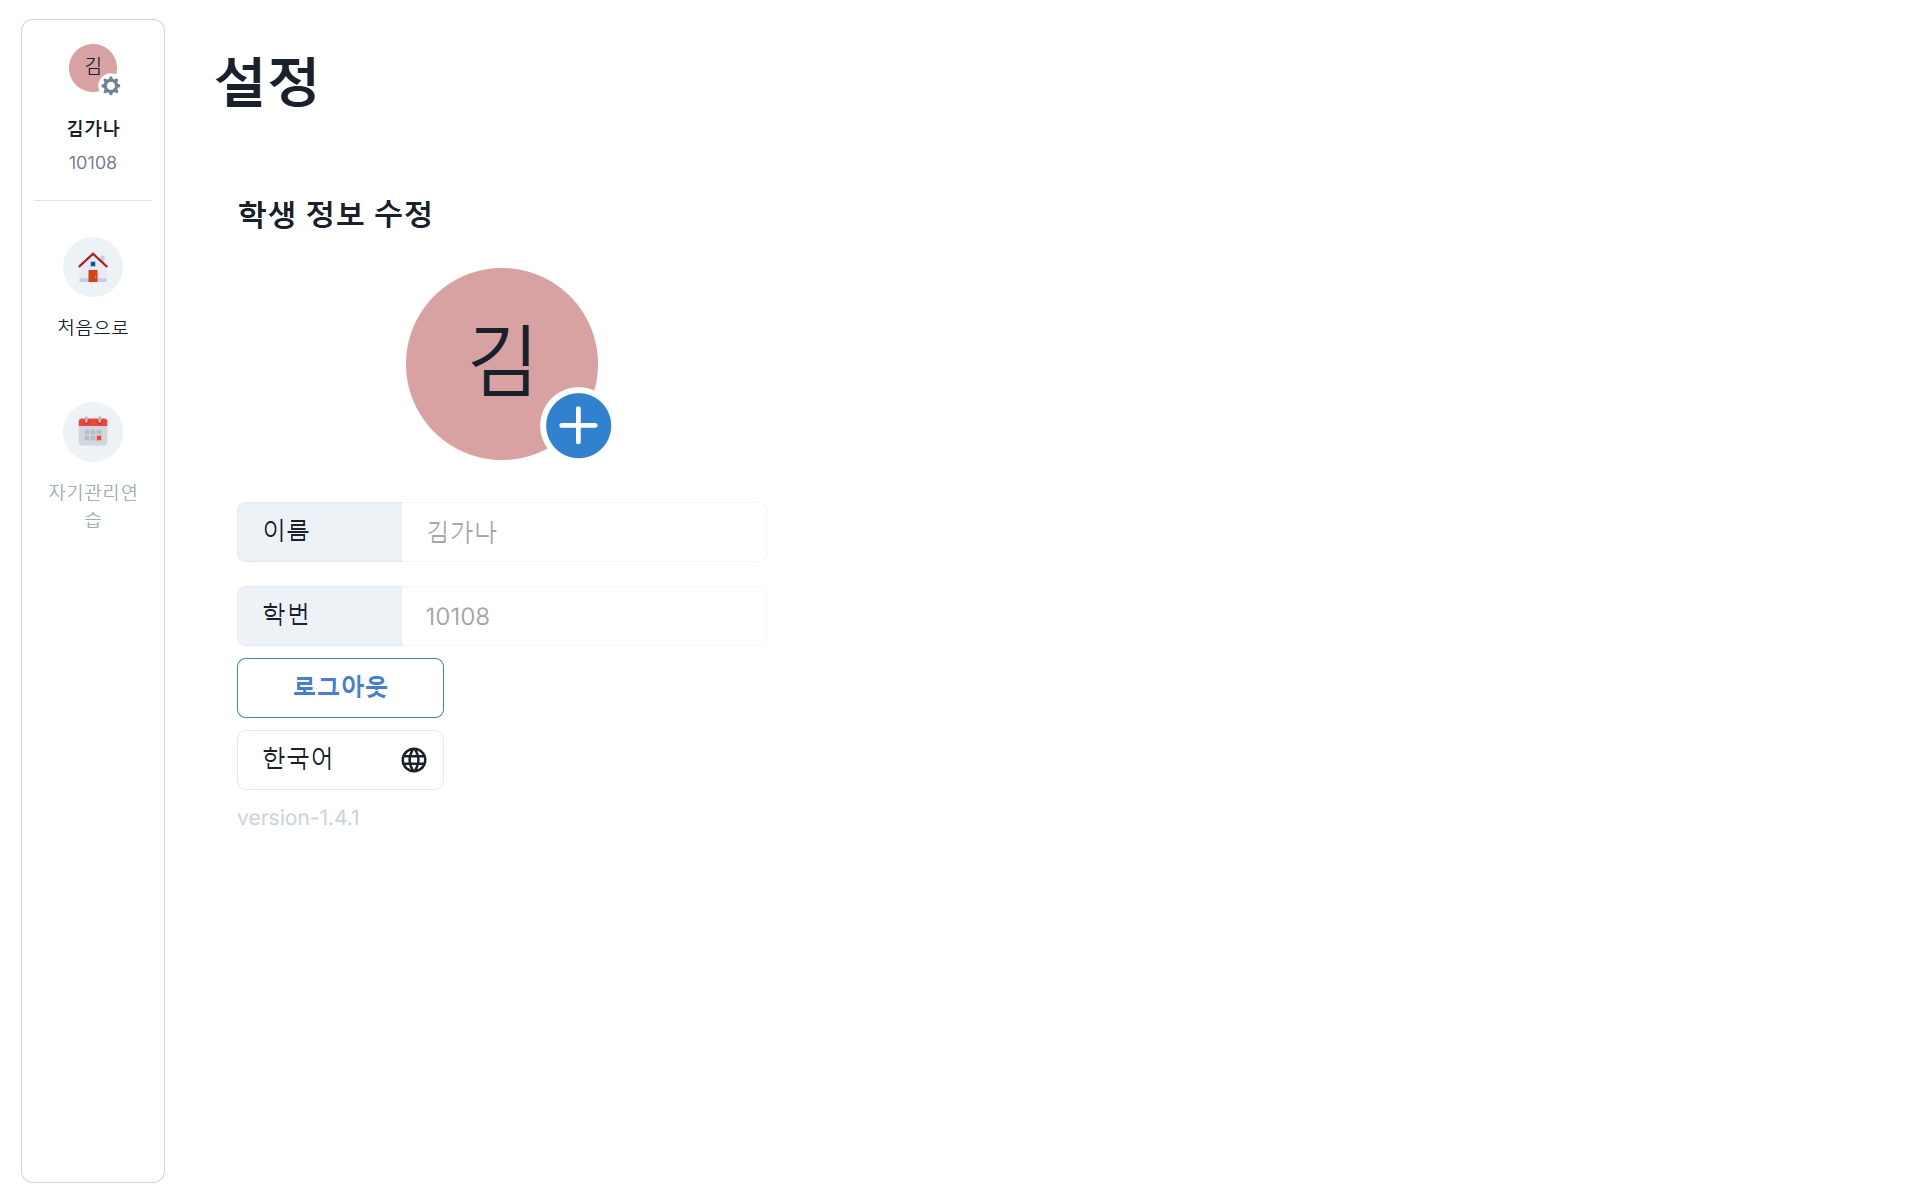 김
김가나
10108
처음으로
자기관리연
습
설정
학생 정보 수정
김
이름
김가나
학번
10108
로그아웃
한국어
version-1.4.1